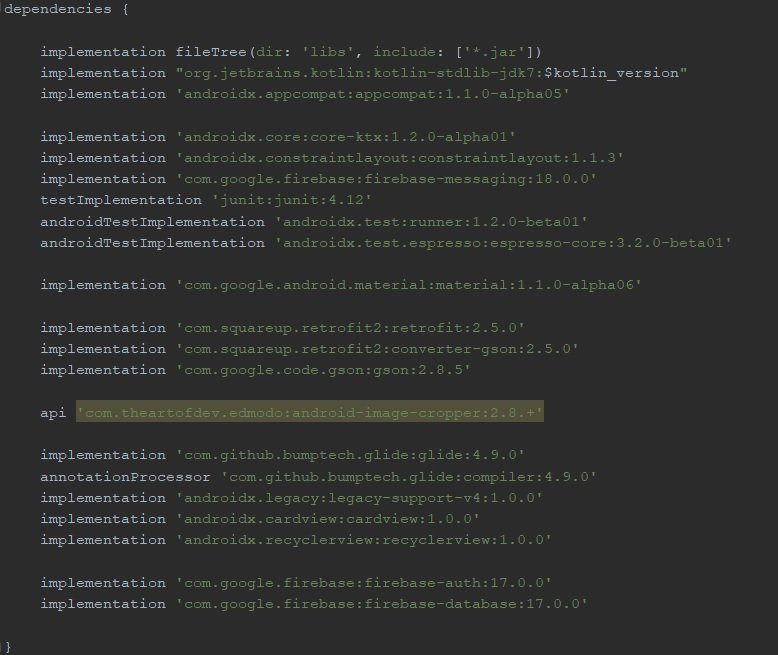 dependencies {
implementation fileTree(dir: 'libs', include: ['*.jar'])
implementation "org.jetbrains.kotlin:kotlin-stdlib-jdk7:$kotlin_version"
implementation 'androidx.appcompat:appcompat:1.1.0-alpha05'
implementation 'androidx.core:core-ktx:1.2.0-alpha01'
implementation 'androidx.constraintlayout:constraintlayout:1.1.3'
implementation 'com.google.firebase:firebase-messaging:18.0.0'
testImplementation 'junit:junit:4.12'
androidTestImplementation 'androidx.test:runner:1.2.0-beta01'
androidTestImplementation 'androidx.test.espresso:espresso-core:3.2.0-beta01'
implementation 'com.google.android.material:material:1.1.0-alpha06'
implementation 'com.squareup.retrofit2:retrofit:2.5.0'
implementation 'com.squareup.retrofit2:converter-gson:2.5.0'
implementation 'com.google.code.gson:gson:2.8.5'
api 'com.theartofdev.edmodo:android-image-cropper:2.8.+'
implementation 'com.github.bumptech.glide:glide:4.9.0'
annotationProcessor 'com.github.bumptech.glide:compiler:4.9.0'
implementation 'androidx.legacy:legacy-support-v4:1.0.0'
implementation 'androidx.cardview:cardview:1.0.0'
implementation 'androidx.recyclerview:recyclerview:1.0.0'
implementation 'com.google.firebase:firebase-auth:17.0.0'
implementation 'com.google.firebase:firebase-database:17.0.0'
}